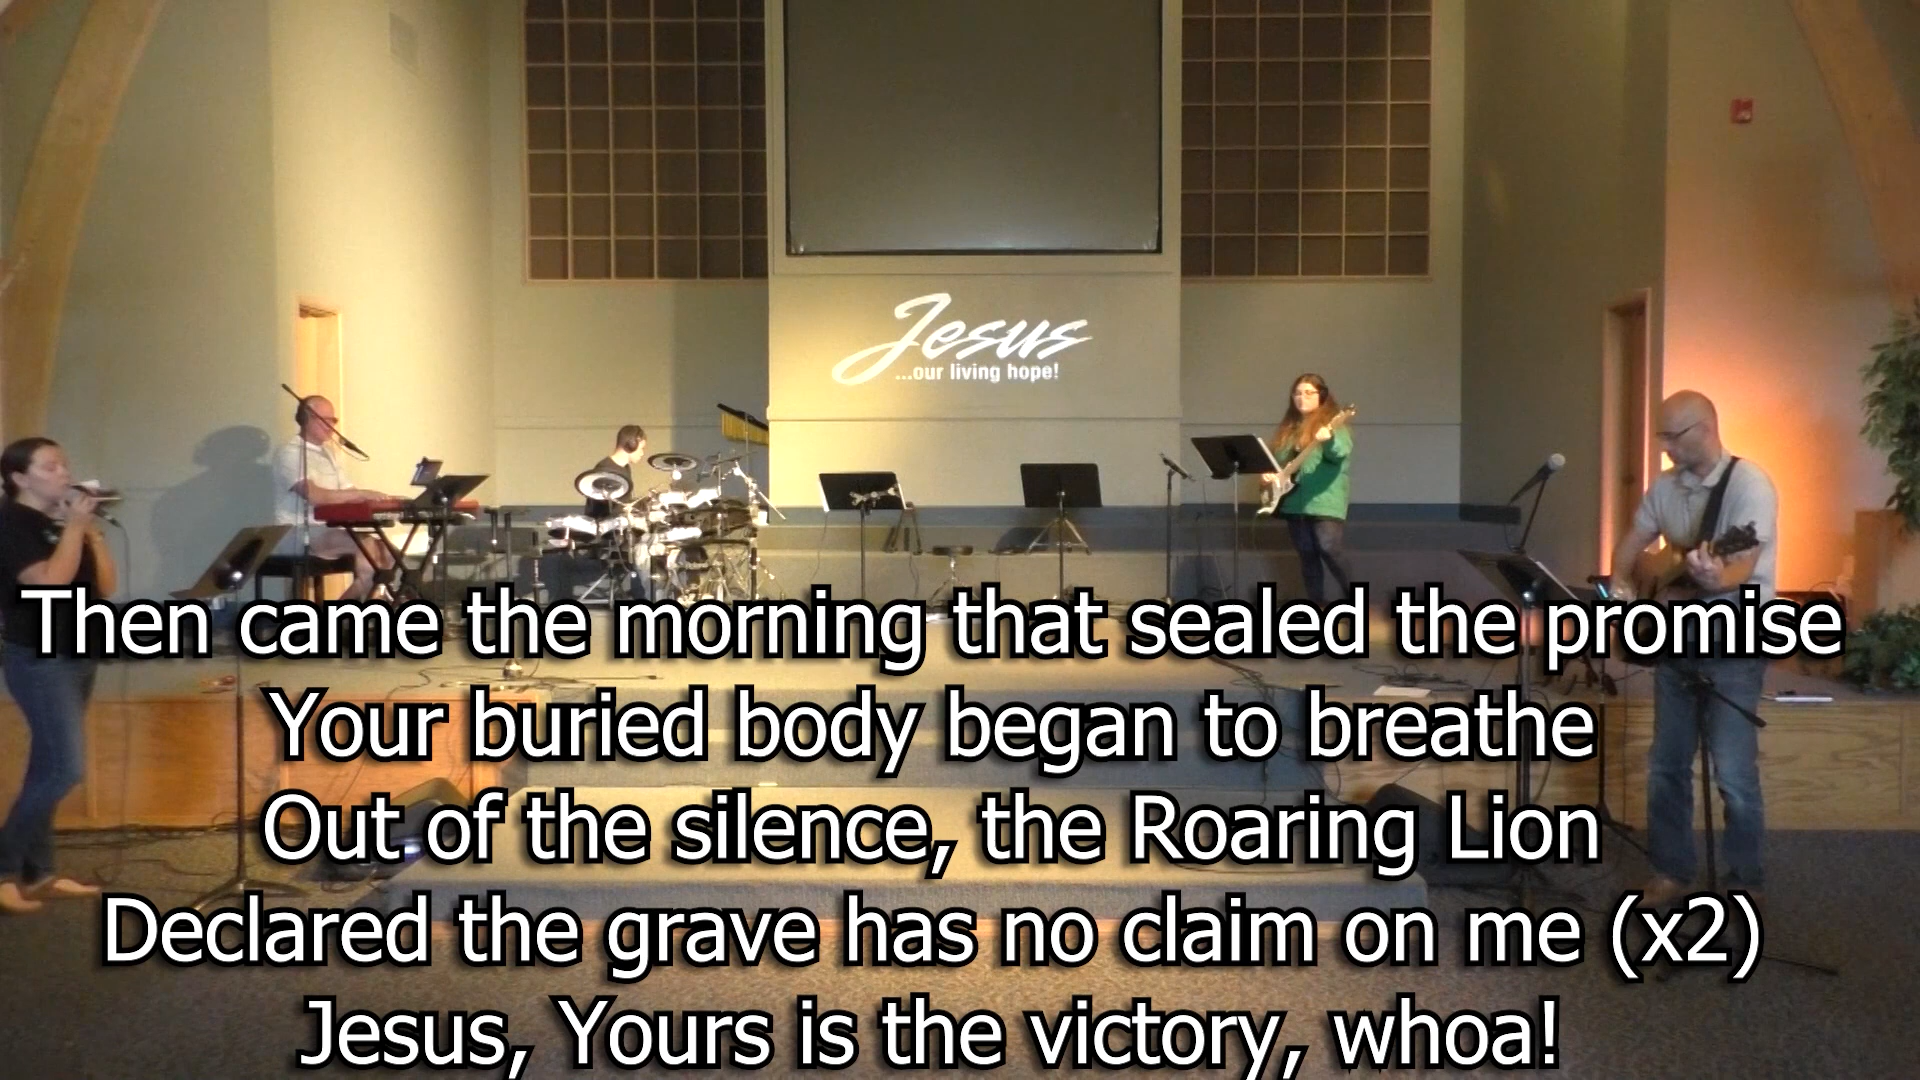 Jesus
...our living hope!
Then came the morning that sealed the promise
Your buried body began to breathe
Out of the silence, the Roaring Lion
Declared the grave has no claim on me (x2)
Jesus, Yours is the victory, whoa!